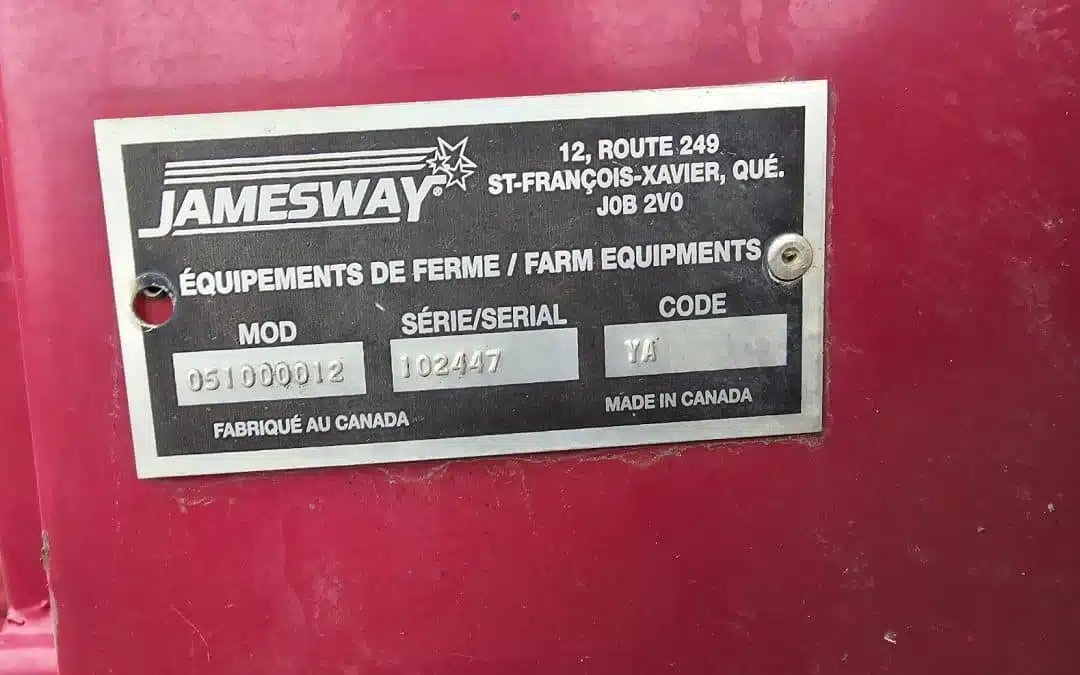 JAMESWAY®
12, ROUTE 249
ST-FRANÇOIS-XAVIER, QUÉ.
J0B 2V0
ÉQUIPEMENTS DE FERME / FARM EQUIPMENTS
MOD
SÉRIE/SERIAL
CODE
051000012
102447
YA
FABRIQUÉ AU CANADA
MADE IN CANADA